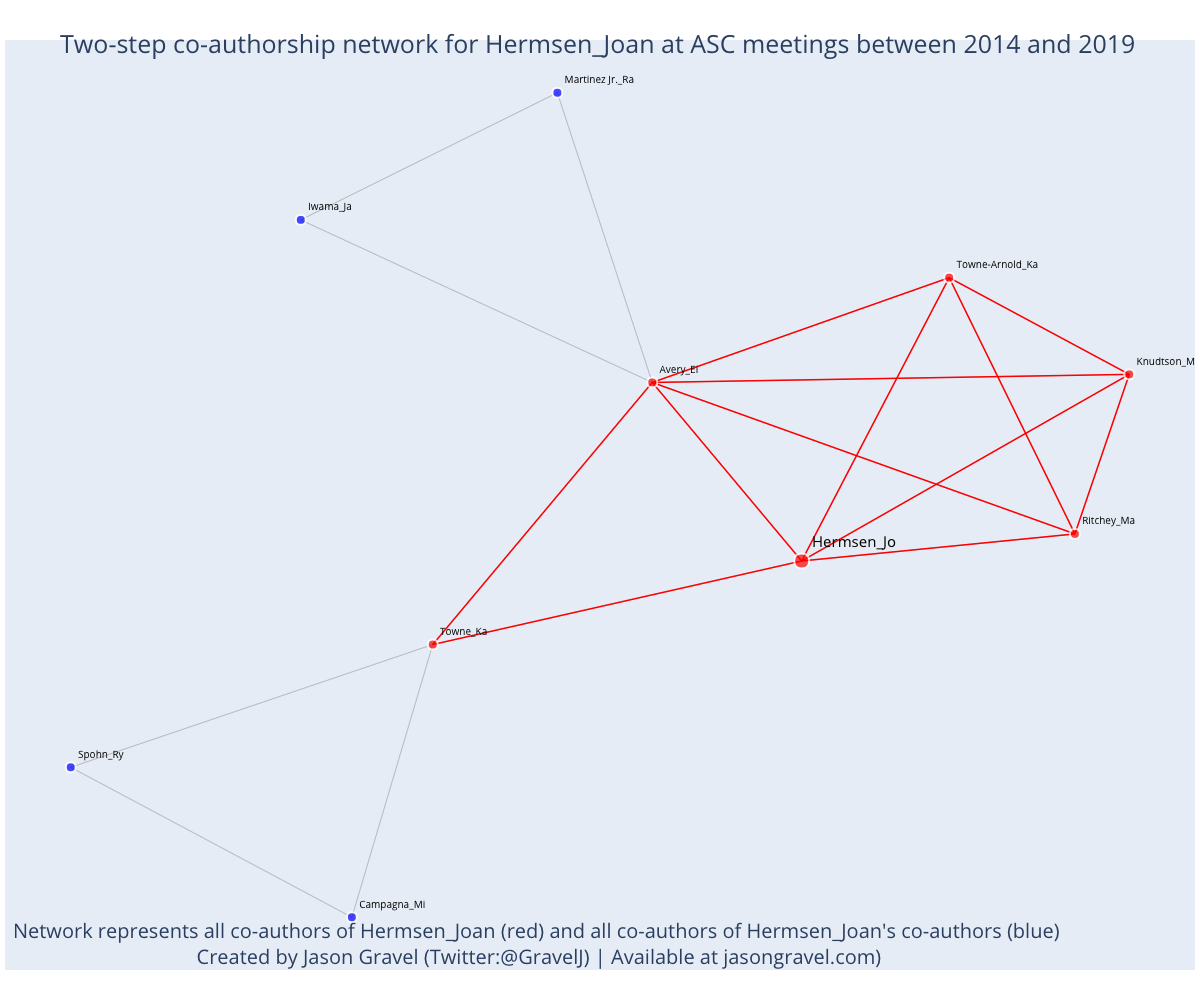 Two-step co-authorship network for Hermsen_Joan at ASC meetings between 2014 and 2019
Martinez Jr._Ra
Iwama_Ja
Towne-Arnold_Ka
Knudtson_M
Avery_El
Ritchey_Ma
Hermsen_Jo
Towne_Ka
Spohn_Ry
Campagna_Mi
Network represents all co-authors of Hermsen_Joan (red) and all co-authors of Hermsen_Joan's co-authors (blue)
Created by Jason Gravel (Twitter:@GravelJ) | Available at jasongravel.com)